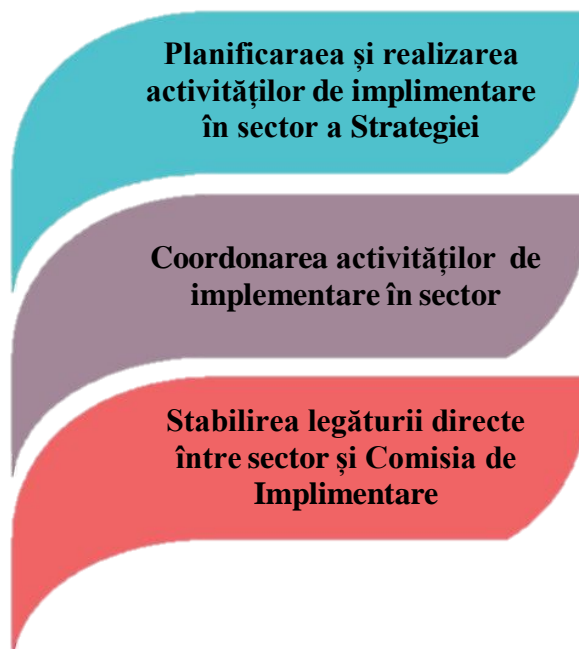 Planificaraea și realizarea
activităților de implimentare
în sector a Strategiei
Coordonarea activităților de
implementare în sector
Stabilirea legăturii directe
între sector și Comisia de
Implimentare